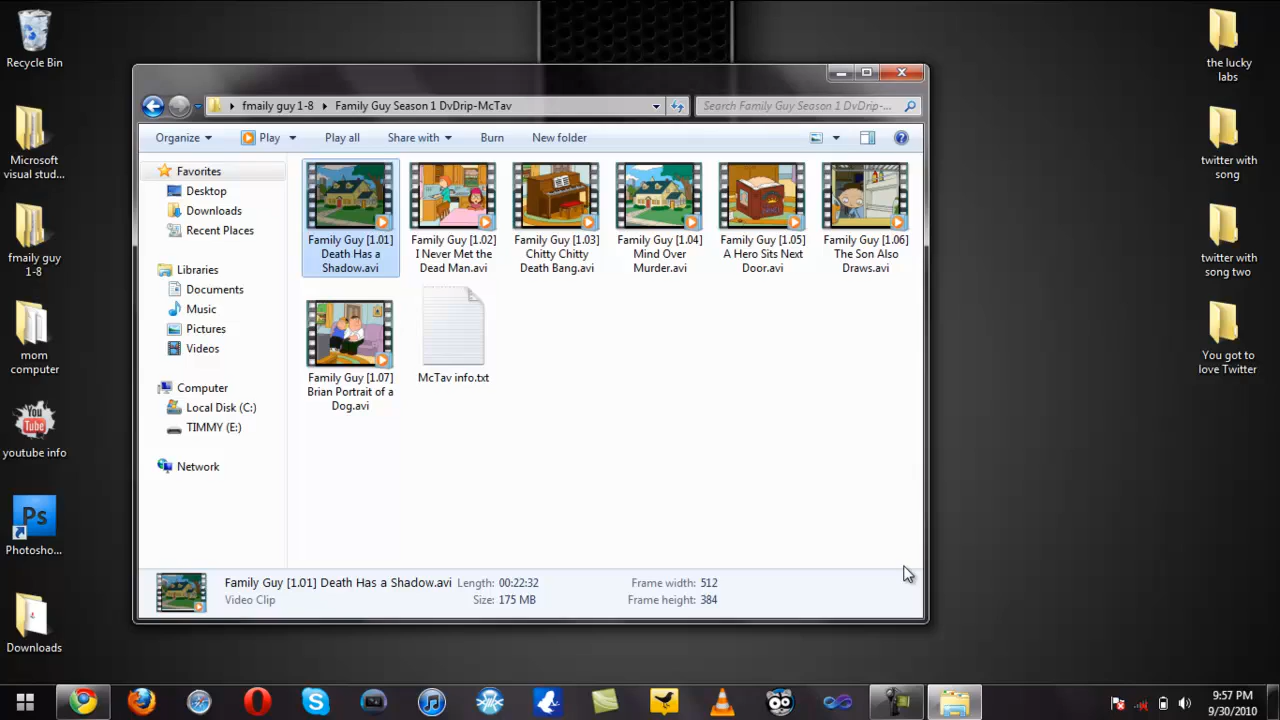 Recycle Bin
Microsoft
visual stud...
fmaily guy
1-8
mom
computer
You
Tube
youtube info
Ps
Photosho...
4
Downloads
fmaily guy 1-8
Family Guy Season 1 DvDrip-McTav
Search Family Guy Season 1 DvDrip-...
Organize
Play
Play all
Share with
Burn
New folder
Favorites
Desktop
Downloads
Recent Places
Libraries
Documents
Music
Pictures
Videos
Computer
Local Disk (C:)
TIMMY (E:)
Network
Family Guy [1.01]
Death Has a
Shadow.avi
Family Guy [1.02]
I Never Met the
Dead Man.avi
Family Guy [1.03]
Chitty Chitty
Death Bang.avi
Family Guy [1.04]
Mind Over
Murder.avi
Family Guy [1.05]
A Hero Sits Next
Door.avi
Family Guy [1.06]
The Son Also
Draws.avi
Family Guy [1.07]
Brian Portrait of a
Dog.avi
McTav info.txt
Family Guy [1.01] Death Has a Shadow.avi
Video Clip
Length: 00:22:32
Size: 175 MB
Frame width: 512
Frame height: 384
the lucky
labs
twitter with
song
twitter with
song two
You got to
love Twitter
9:57 PM
9/30/2010